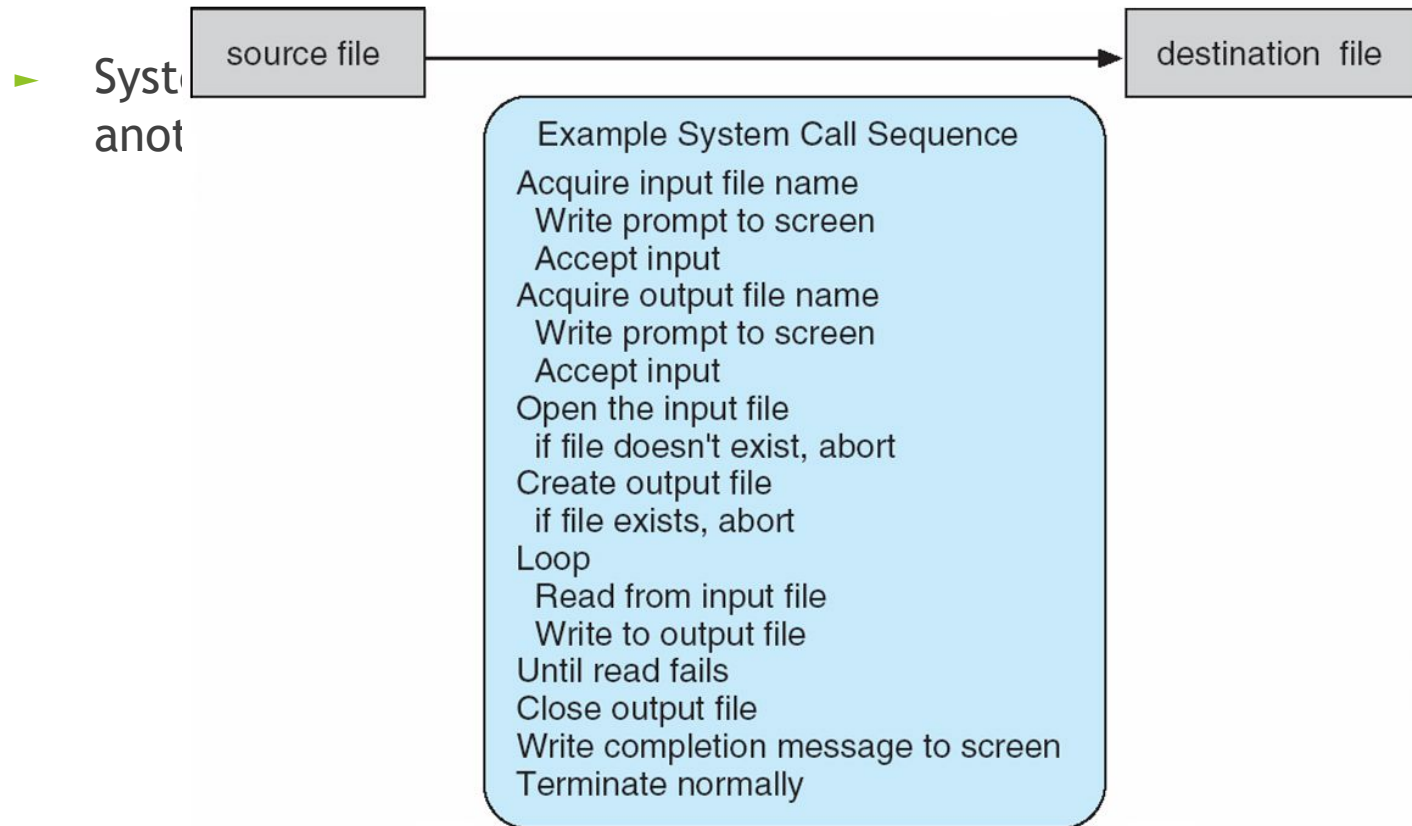 source file
destination file
Example System Call Sequence
Acquire input file name
Write prompt to screen
Accept input
Acquire output file name
Write prompt to screen
Accept input
Open the input file
if file doesn't exist, abort
Create output file
if file exists, abort
Loop
Read from input file
Write to output file
Until read fails
Close output file
Write completion message to screen
Terminate normally